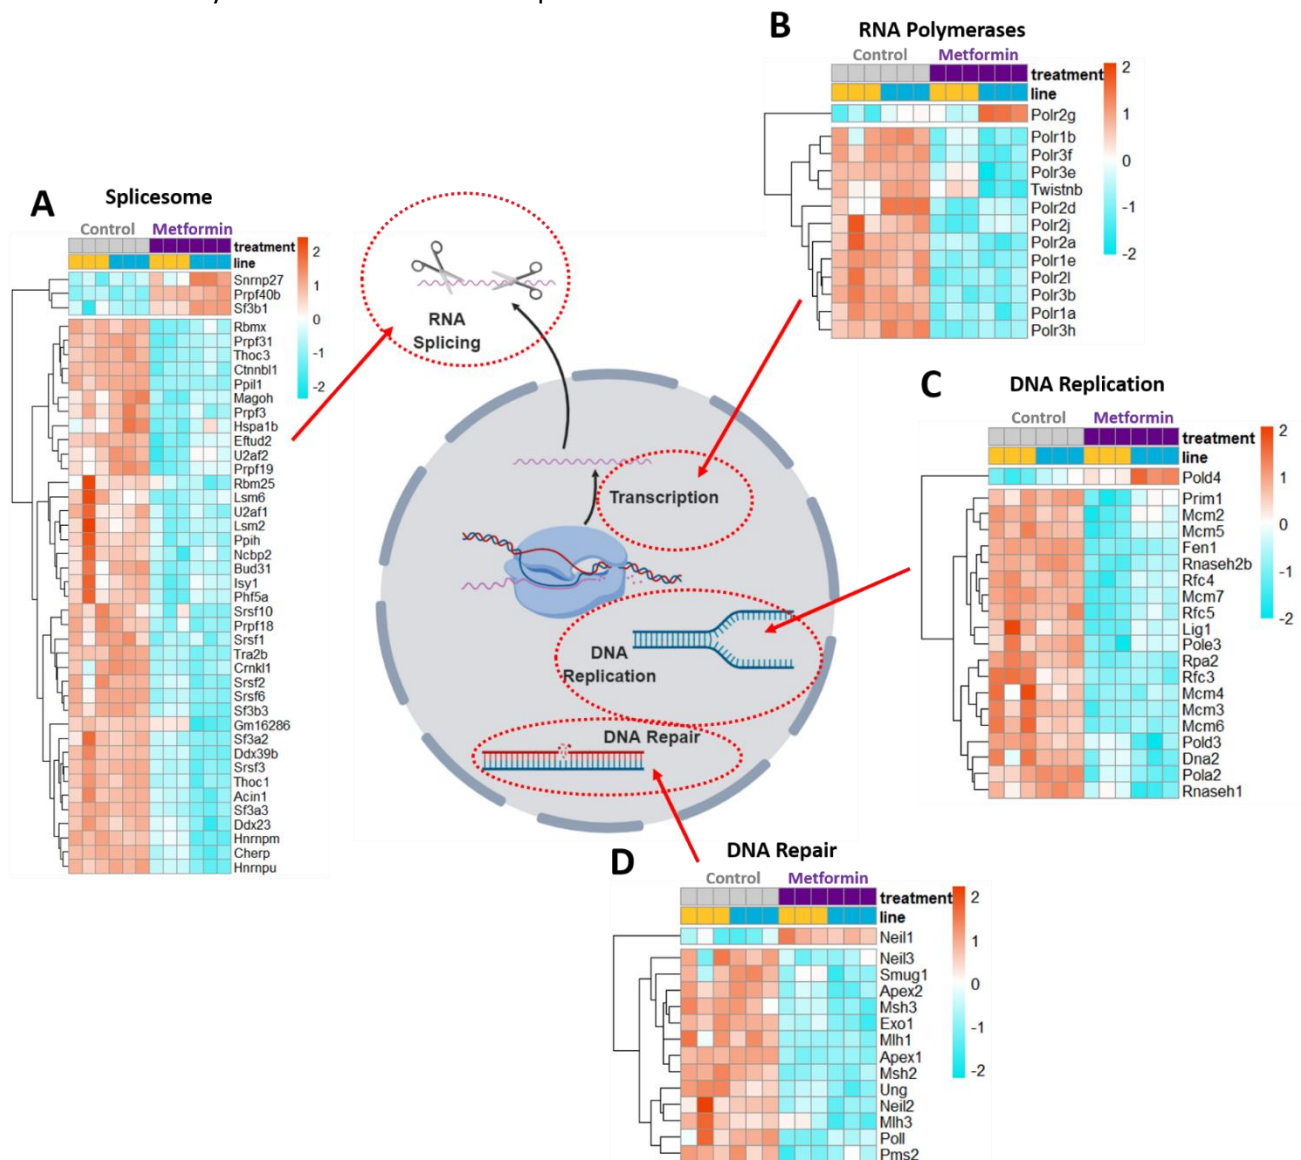 B
RNA Polymerases
Control Metformin
treatment
line
Polr2g
Polr1b
Polr3f
Polr3e
Twistnb
Polr2d
Polr2j
Polr2a
Polr1e
Polr2l
Polr3b
Polr1a
Polr3h
2
1
0
-1
-2
A
Splicesome
Control Metformin
treatment
line
Snrnp27
Prpf40b
Sf3b1
Rbmx
Prpf31
Thoc3
Ctnnbl1
Ppil1
Magoh
Prpf3
Hspa1b
Eftud2
U2af2
Prpf19
Rbm25
Lsm6
U2af1
Lsm2
Ppih
Ncbp2
Bud31
Isy1
Phf5a
Srsf10
Prpf18
Srsf1
Tra2b
Crnkl1
Srsf2
Srsf6
Sf3b3
Gm16286
Sf3a2
Ddx39b
Srsf3
Thoc1
Acin1
Sf3a3
Ddx23
Hnrnpm
Cherp
Hnrnpu
2
1
0
-1
-2
RNA
Splicing
Transcription
DNA
Replication
DNA Repair
C
DNA Replication
Control Metformin
treatment
line
Pold4
Prim1
Mcm2
Mcm5
Fen1
Rnaseh2b
Rfc4
Mcm7
Rfc5
Lig1
Pole3
Rpa2
Rfc3
Mcm4
Mcm3
Mcm6
Pold3
Dna2
Pola2
Rnaseh1
2
1
0
-1
-2
D
DNA Repair
Control Metformin
treatment
line
Neil1
Neil3
Smug1
Apex2
Msh3
Exo1
Mlh1
Apex1
Msh2
Ung
Neil2
Mlh3
Poll
Pms2
2
1
0
-1
-2